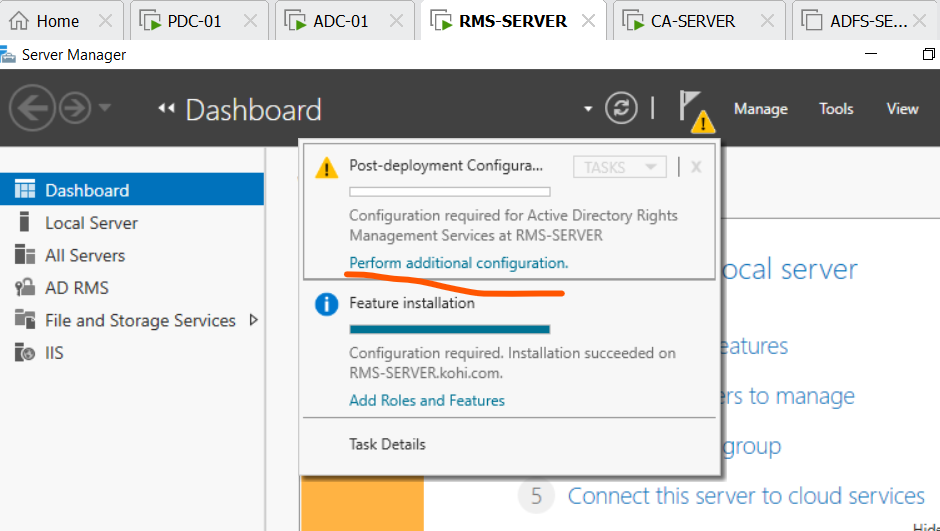 Home
PDC-01
ADC-01
RMS-SERVER
CA-SERVER
ADFS-SE...
Server Manager
Dashboard
Manage
Tools
View
Dashboard
Local Server
All Servers
AD RMS
File and Storage Services
IIS
Post-deployment Configura...
TASKS
Configuration required for Active Directory Rights
Management Services at RMS-SERVER
Perform additional configuration.
Feature installation
Configuration required. Installation succeeded on
RMS-SERVER.kohi.com.
Add Roles and Features
Task Details
ocal server
eatures
ers to manage
group
5 Connect this server to cloud services